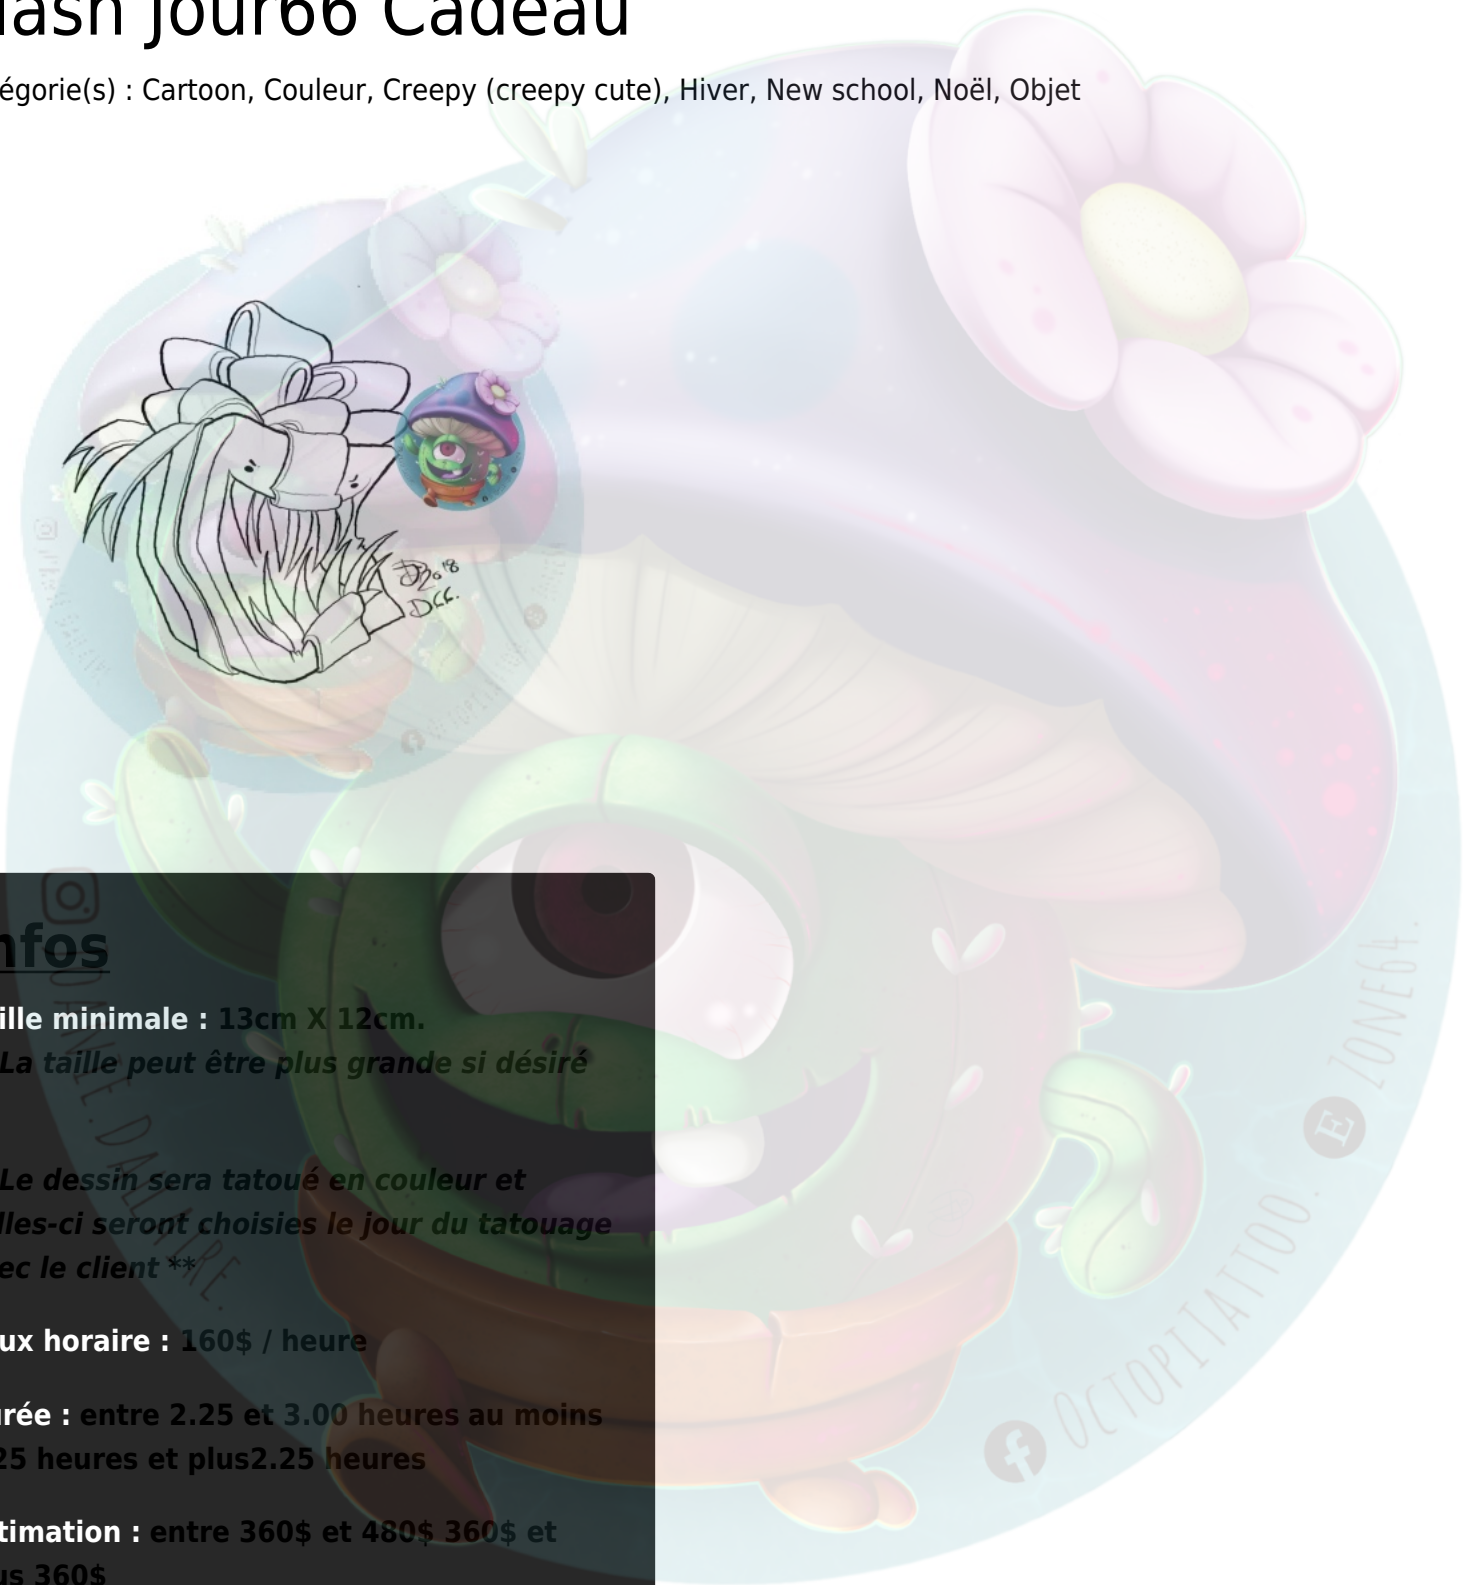 lash Jour66 Cadeau
égorie(s) : Cartoon, Couleur, Creepy (creepy cute), Hiver, New school, Noël, Objet
nfos
ille minimale : 13cm X 12cm.
La taille peut être plus grande si désiré
Le dessin sera tatoué en couleur et
lles-ci seront choisies le jour du tatouage
ec le client **
ux horaire : 160$ / heure
urée : entre 2.25 et 3.00 heures au moins
25 heures et plus2.25 heures
timation : entre 360$ et 480$ 360$ et
us 360$
OCTOPITATTOO.
ZONE64.